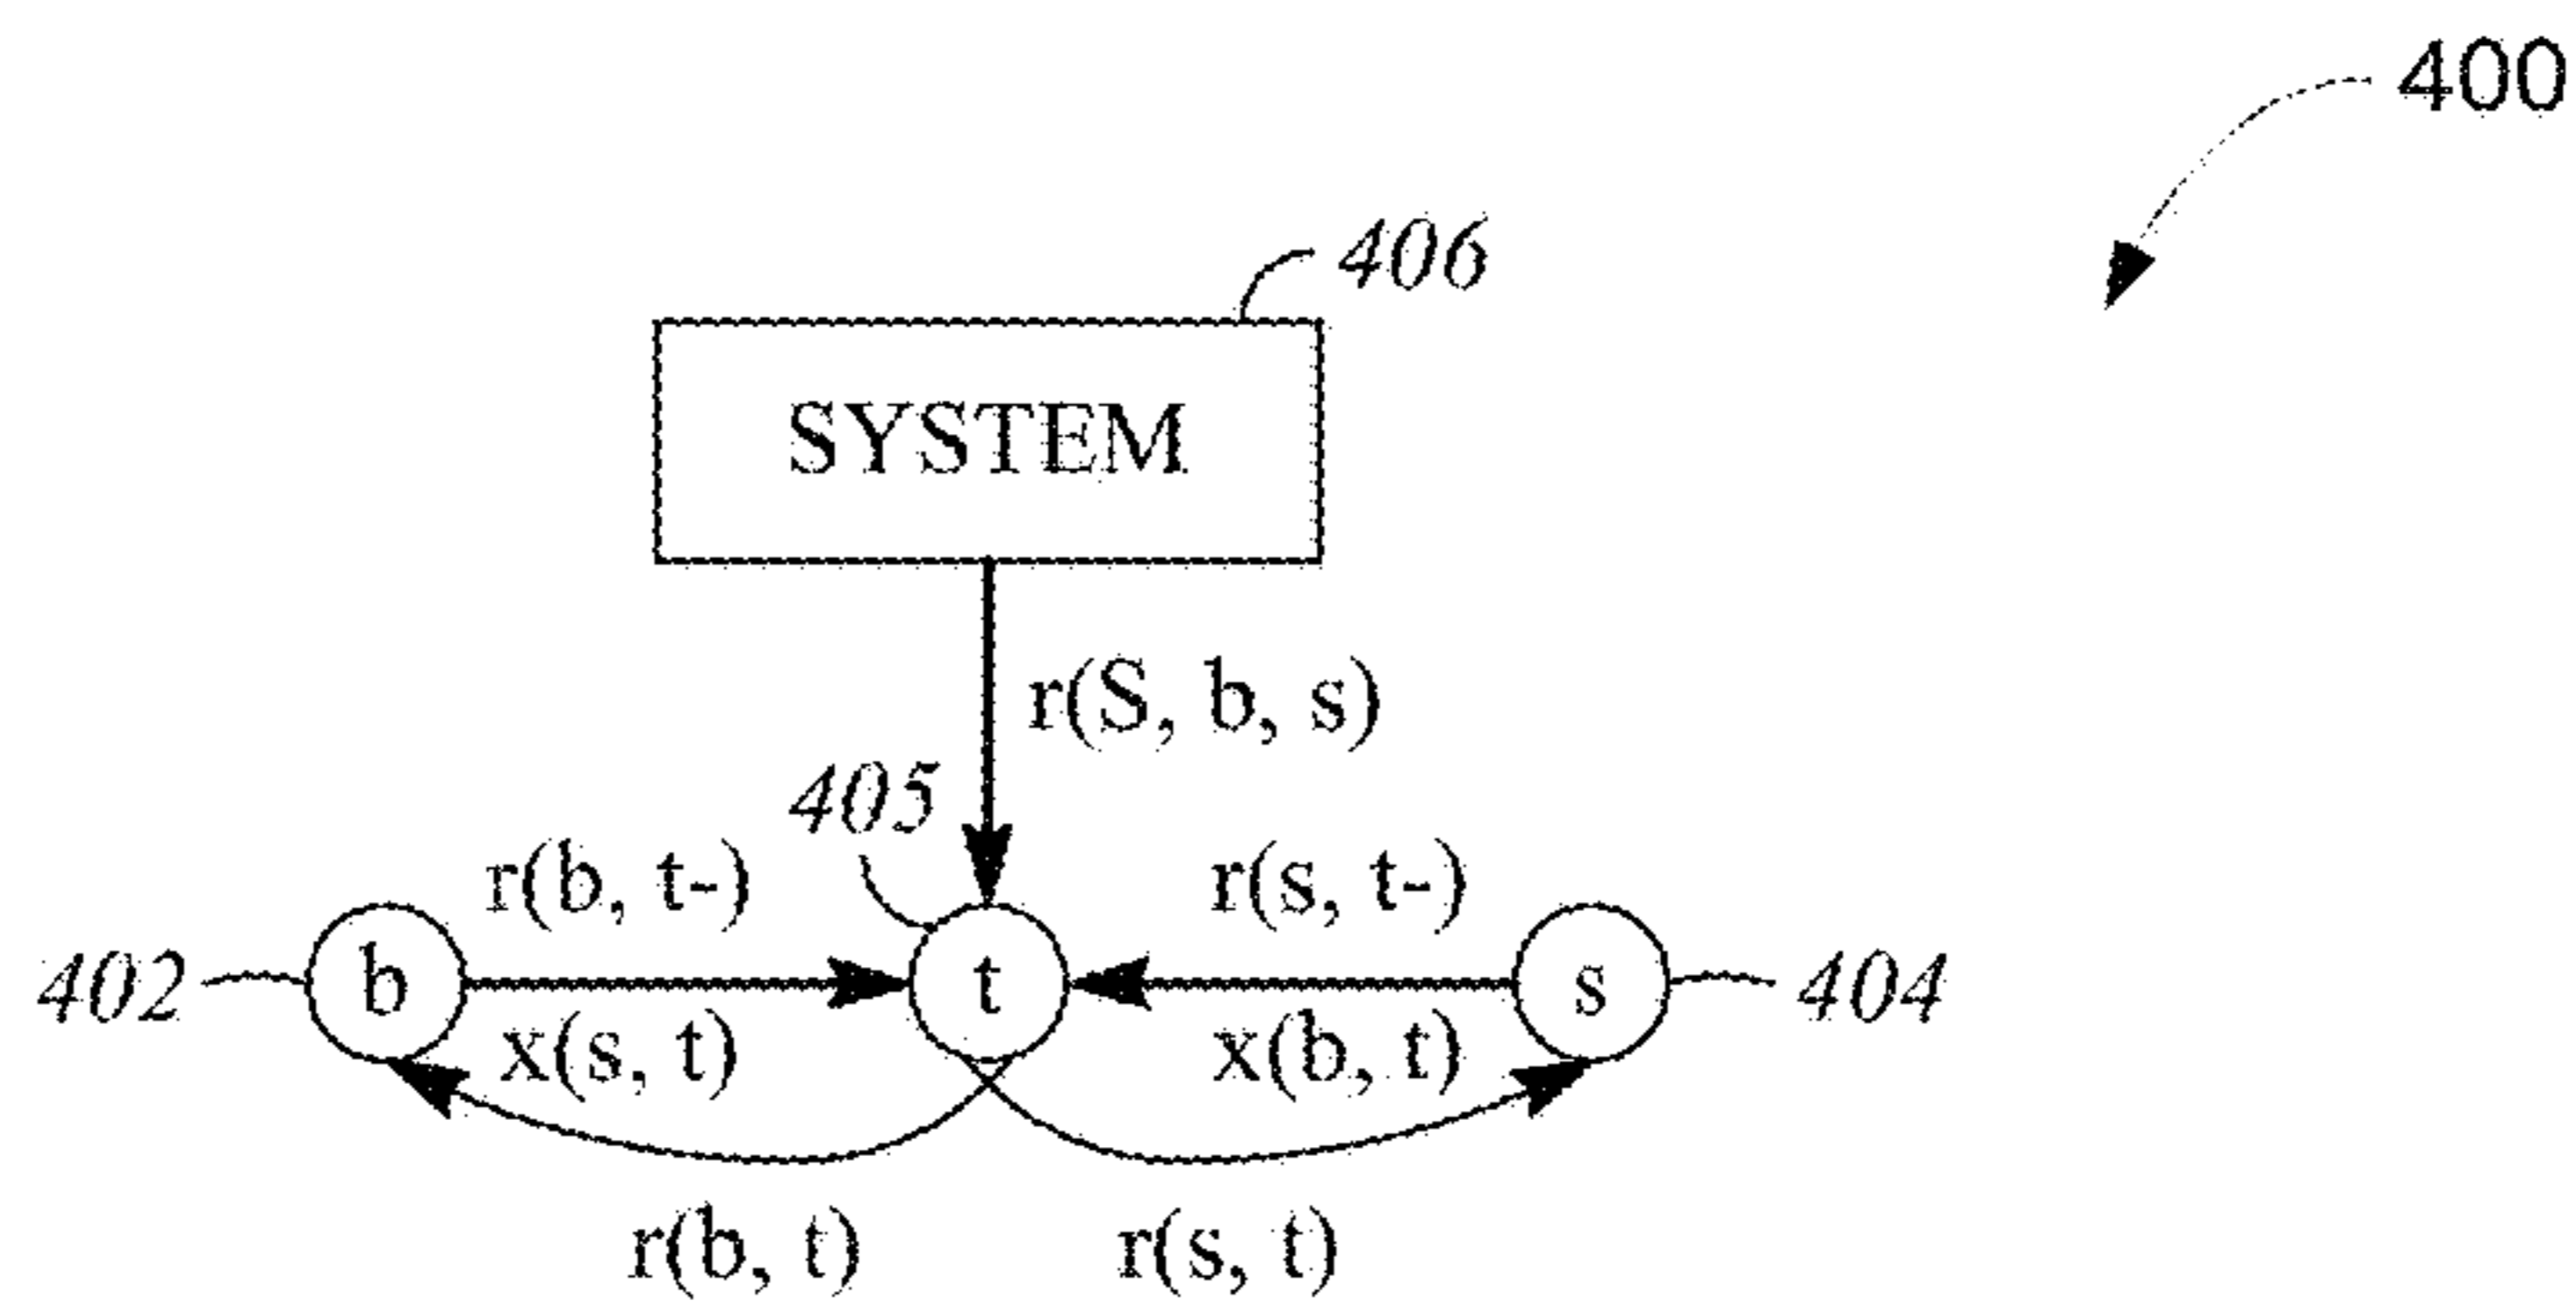 400
406
SYSTEM
r(S, b, s)
405
r(b, t-) r(s, t-)
402 b t s 404
x(s, t) x(b, t)
r(b, t) r(s, t)